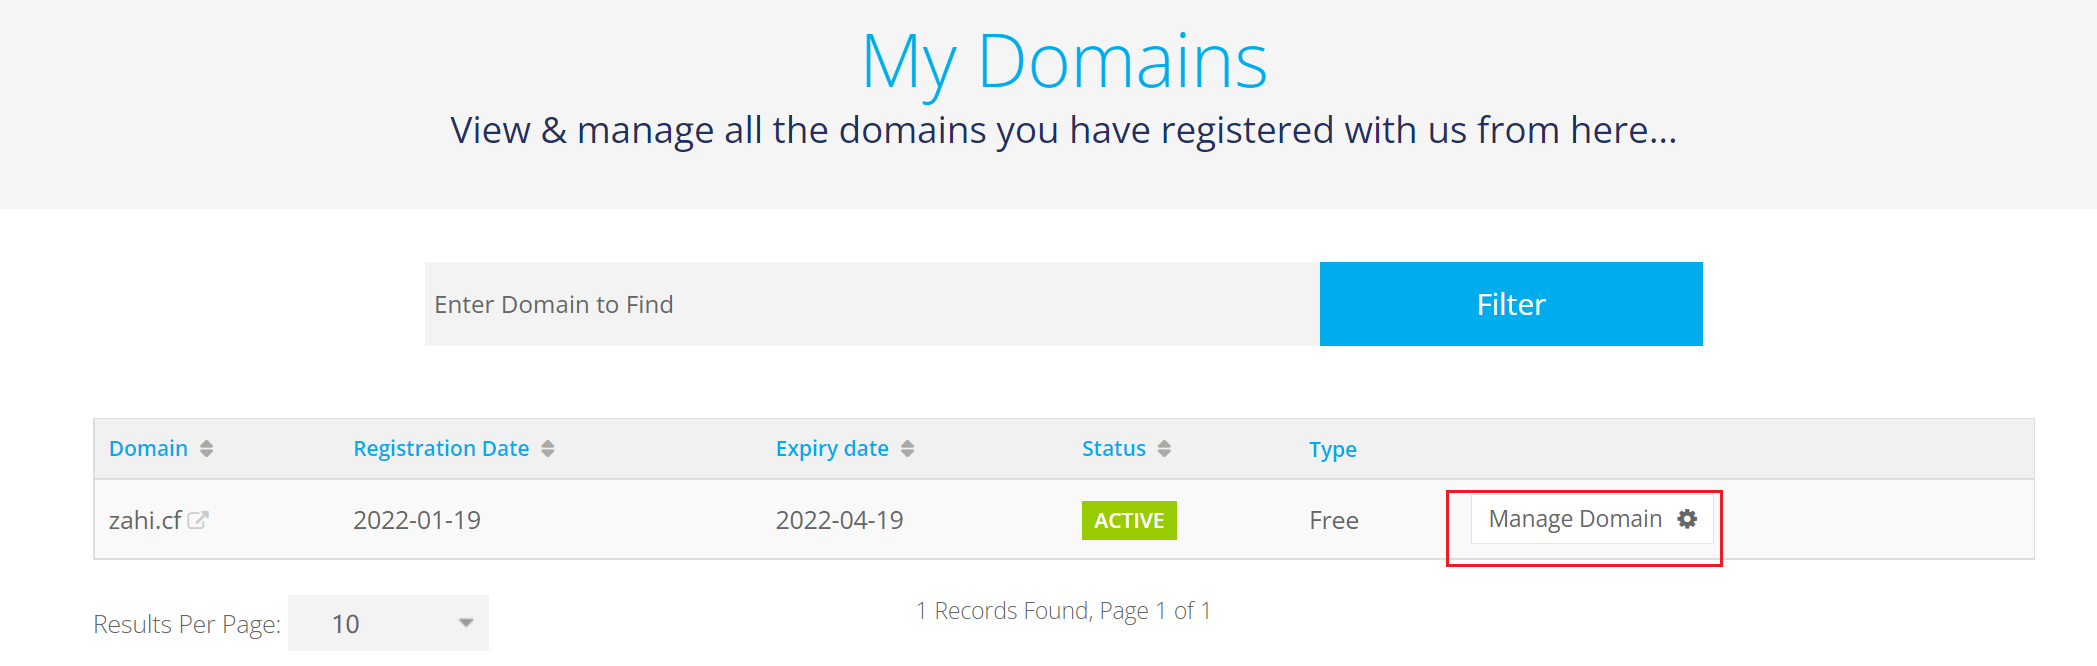 My Domains
View & manage all the domains you have registered with us from here...
Enter Domain to Find
Filter
Domain Registration Date Expiry date Status Type
zahi.cf 2022-01-19 2022-04-19 ACTIVE Free Manage Domain
Results Per Page: 10
1 Records Found, Page 1 of 1